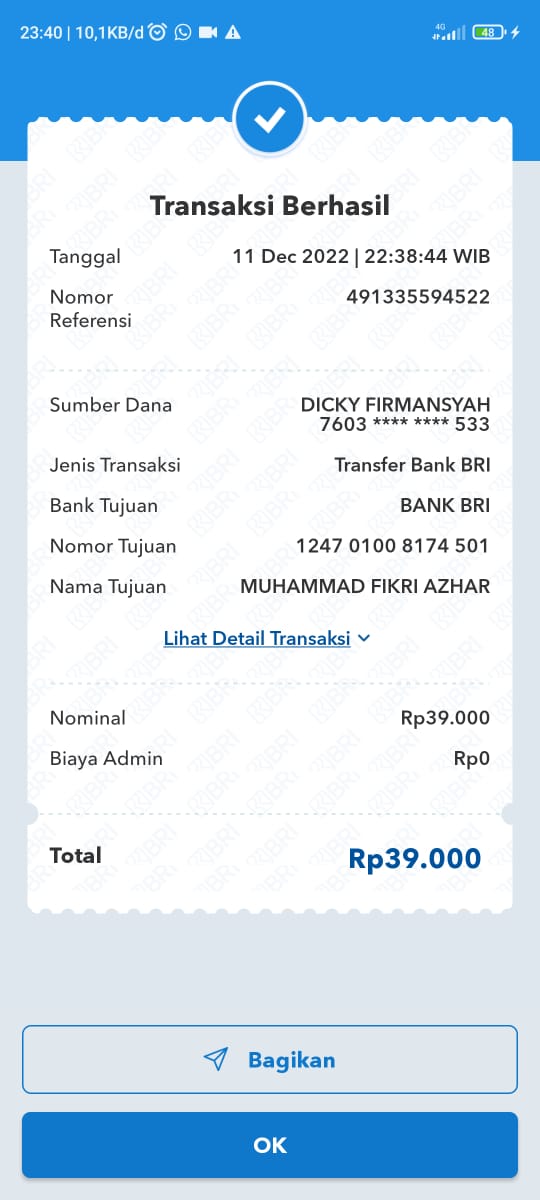 23:40 | 10,1KB/d
4G
48
Transaksi Berhasil
Tanggal 11 Dec 2022 | 22:38:44 WIB
Nomor Referensi 491335594522
Sumber Dana DICKY FIRMANSYAH
7603 **** **** 533
Jenis Transaksi Transfer Bank BRI
Bank Tujuan BANK BRI
Nomor Tujuan 1247 0100 8174 501
Nama Tujuan MUHAMMAD FIKRI AZHAR
Lihat Detail Transaksi
Nominal Rp39.000
Biaya Admin Rp0
Total Rp39.000
Bagikan
OK